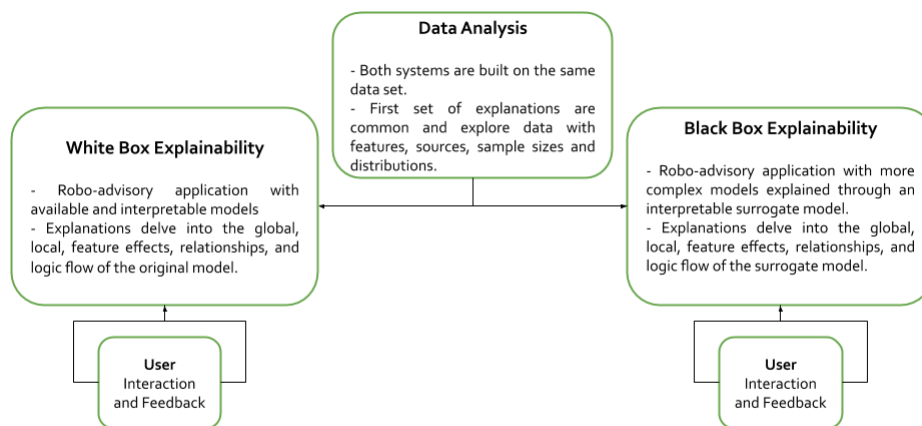 Data Analysis
- Both systems are built on the same
data set.
- First set of explanations are
common and explore data with
features, sources, sample sizes and
distributions.
White Box Explainability
- Robo-advisory application with
available and interpretable models
- Explanations delve into the global,
local, feature effects, relationships, and
logic flow of the original model.
Black Box Explainability
- Robo-advisory application with more
complex models explained through an
interpretable surrogate model.
- Explanations delve into the global,
local, feature effects, relationships, and
logic flow of the surrogate model.
User
Interaction
and Feedback
User
Interaction
and Feedback